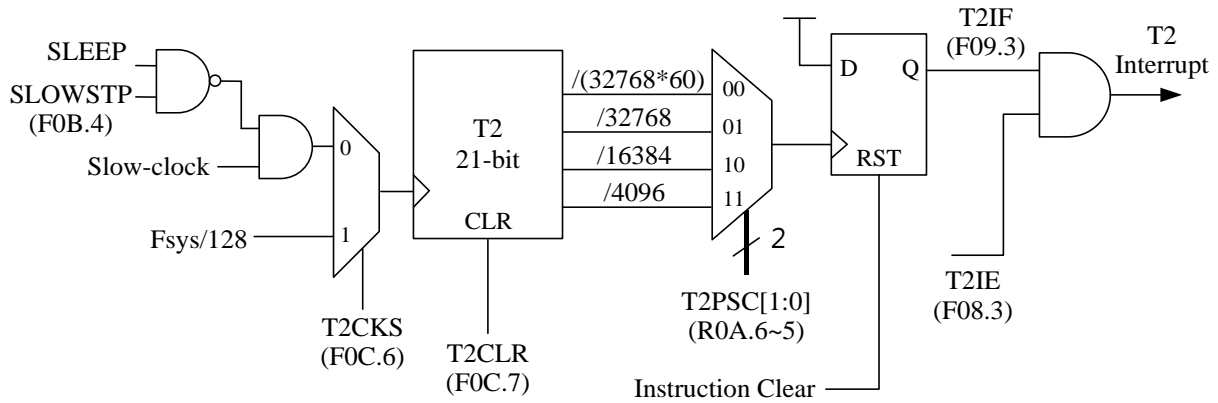 SLEEP
SLOWSTP
(F0B.4)
Slow-clock
Fsys/128
0
1
T2CKS
(F0C.6)
T2
21-bit
CLR
T2CLR
(F0C.7)
/(32768*60)
/32768
/16384
/4096
00
01
10
11
2
T2PSC[1:0]
(R0A.6~5)
D
Q
RST
Instruction Clear
T2IF
(F09.3)
T2IE
(F08.3)
T2
Interrupt